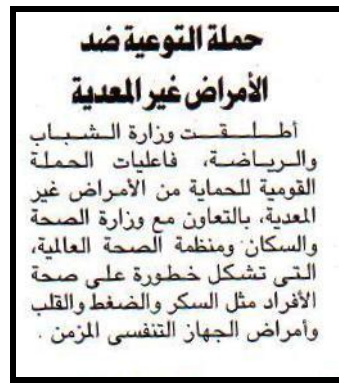 حملة التوعية ضد
الأمراض غير المعدية
أطلقت وزارة الشباب
والرياضة، فاعليات الحملة
القومية للحماية من الأمراض غير
المعدية، بالتعاون مع وزارة الصحة
والسكان ومنظمة الصحة العالمية،
التى تشكل خطورة على صحة
الأفراد مثل السكر والضغط والقلب
وأمراض الجهاز التنفسى المزمن .